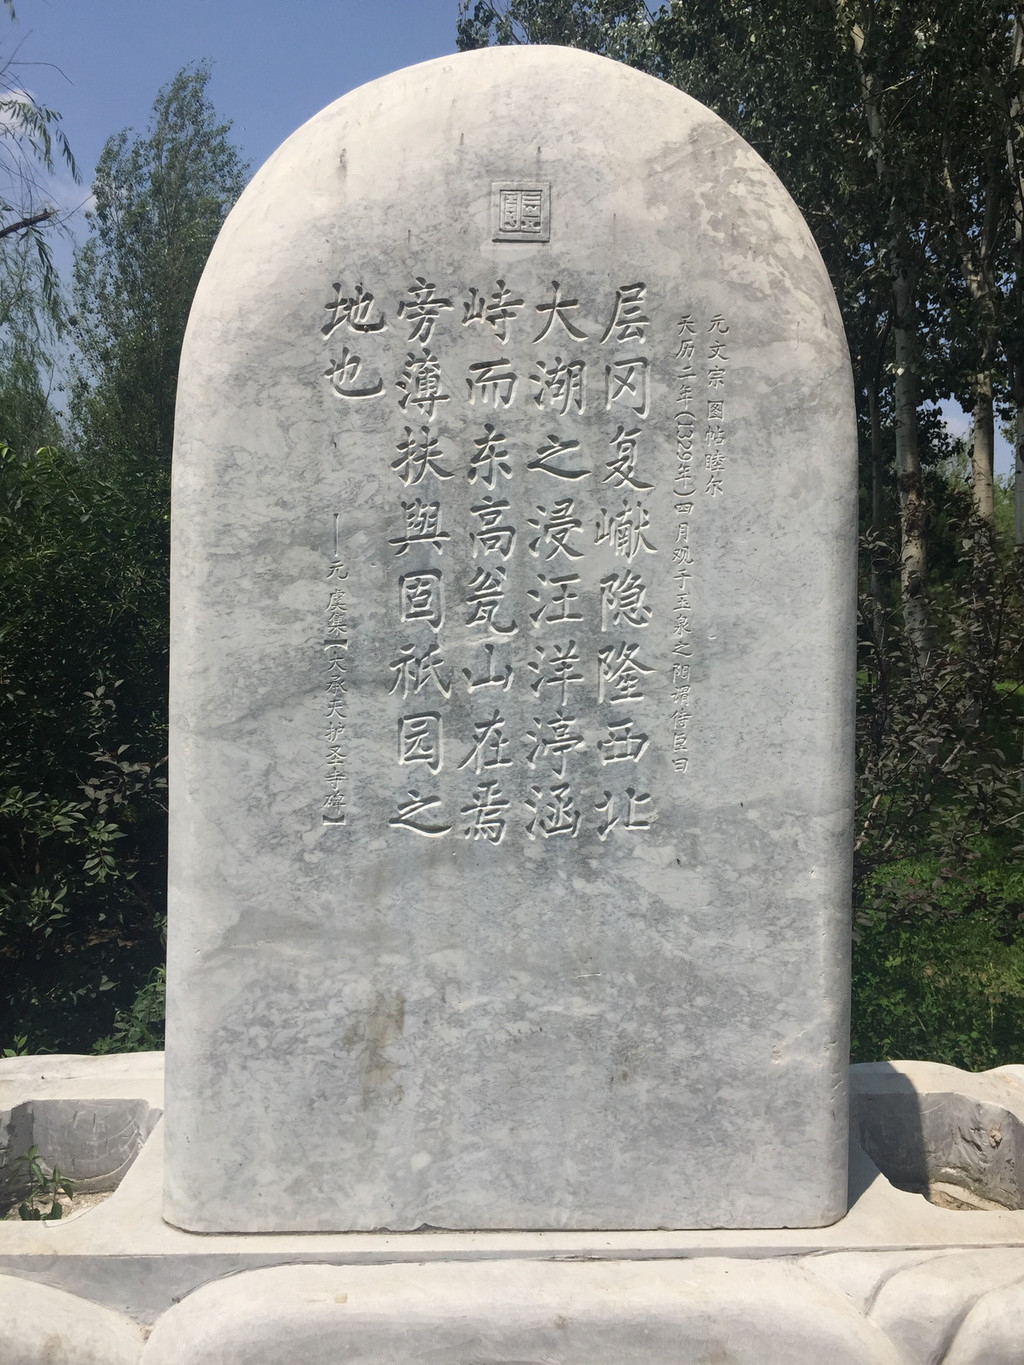 元文宗 图帖睦尔
天历二年(1329年)四月观于玉泉之阳谓侍臣曰
层冈复巘隐隆西北
大湖之浸汪洋渟涵
峙而东高瓮山在焉
旁薄扶與固祇园之
地也
——元 虞集【大承天护圣寺碑】